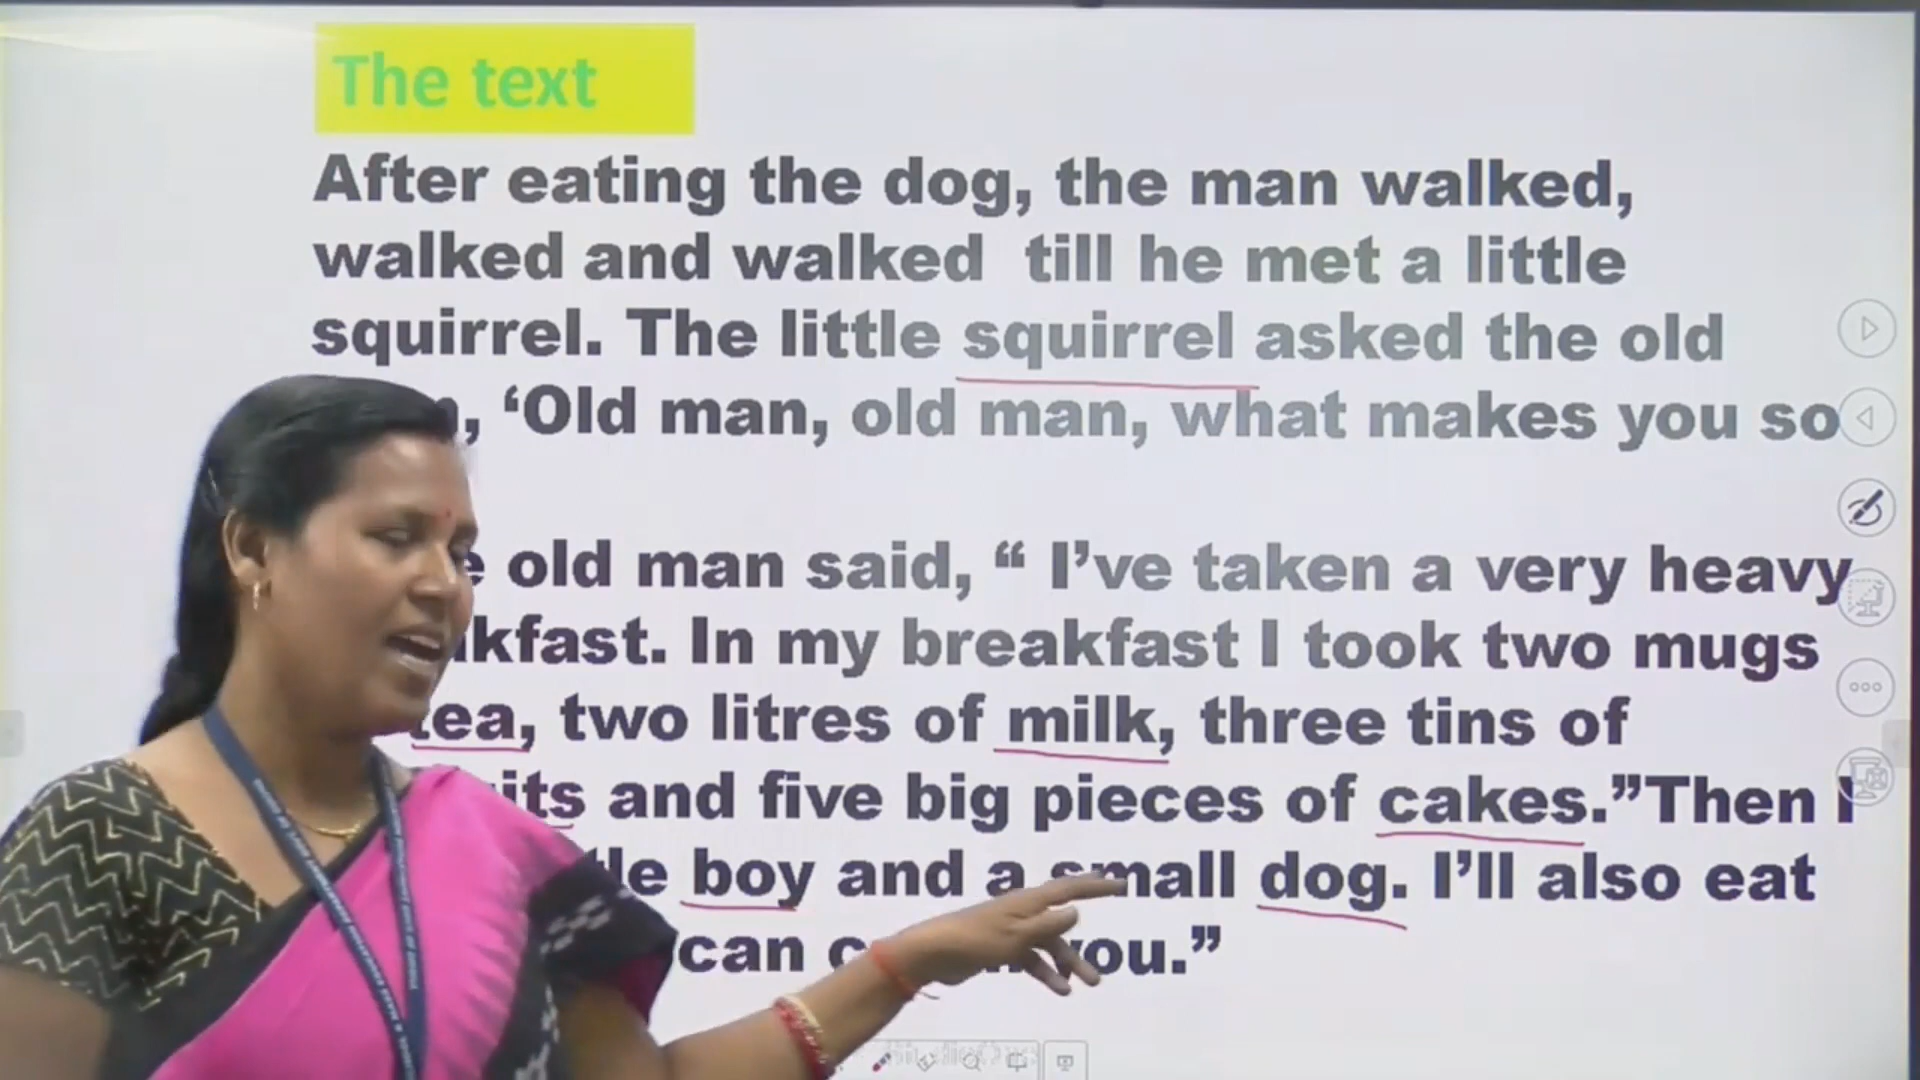 The text
After eating the dog, the man walked,
walked and walked till he met a little
squirrel. The little squirrel asked the old
‘Old man, old man, what makes you so
old man said, “ I’ve taken a very heavy
In my breakfast I took two mugs
tea, two litres of milk, three tins of
and five big pieces of cakes.”Then I
boy and a small dog. I’ll also eat
can you.”